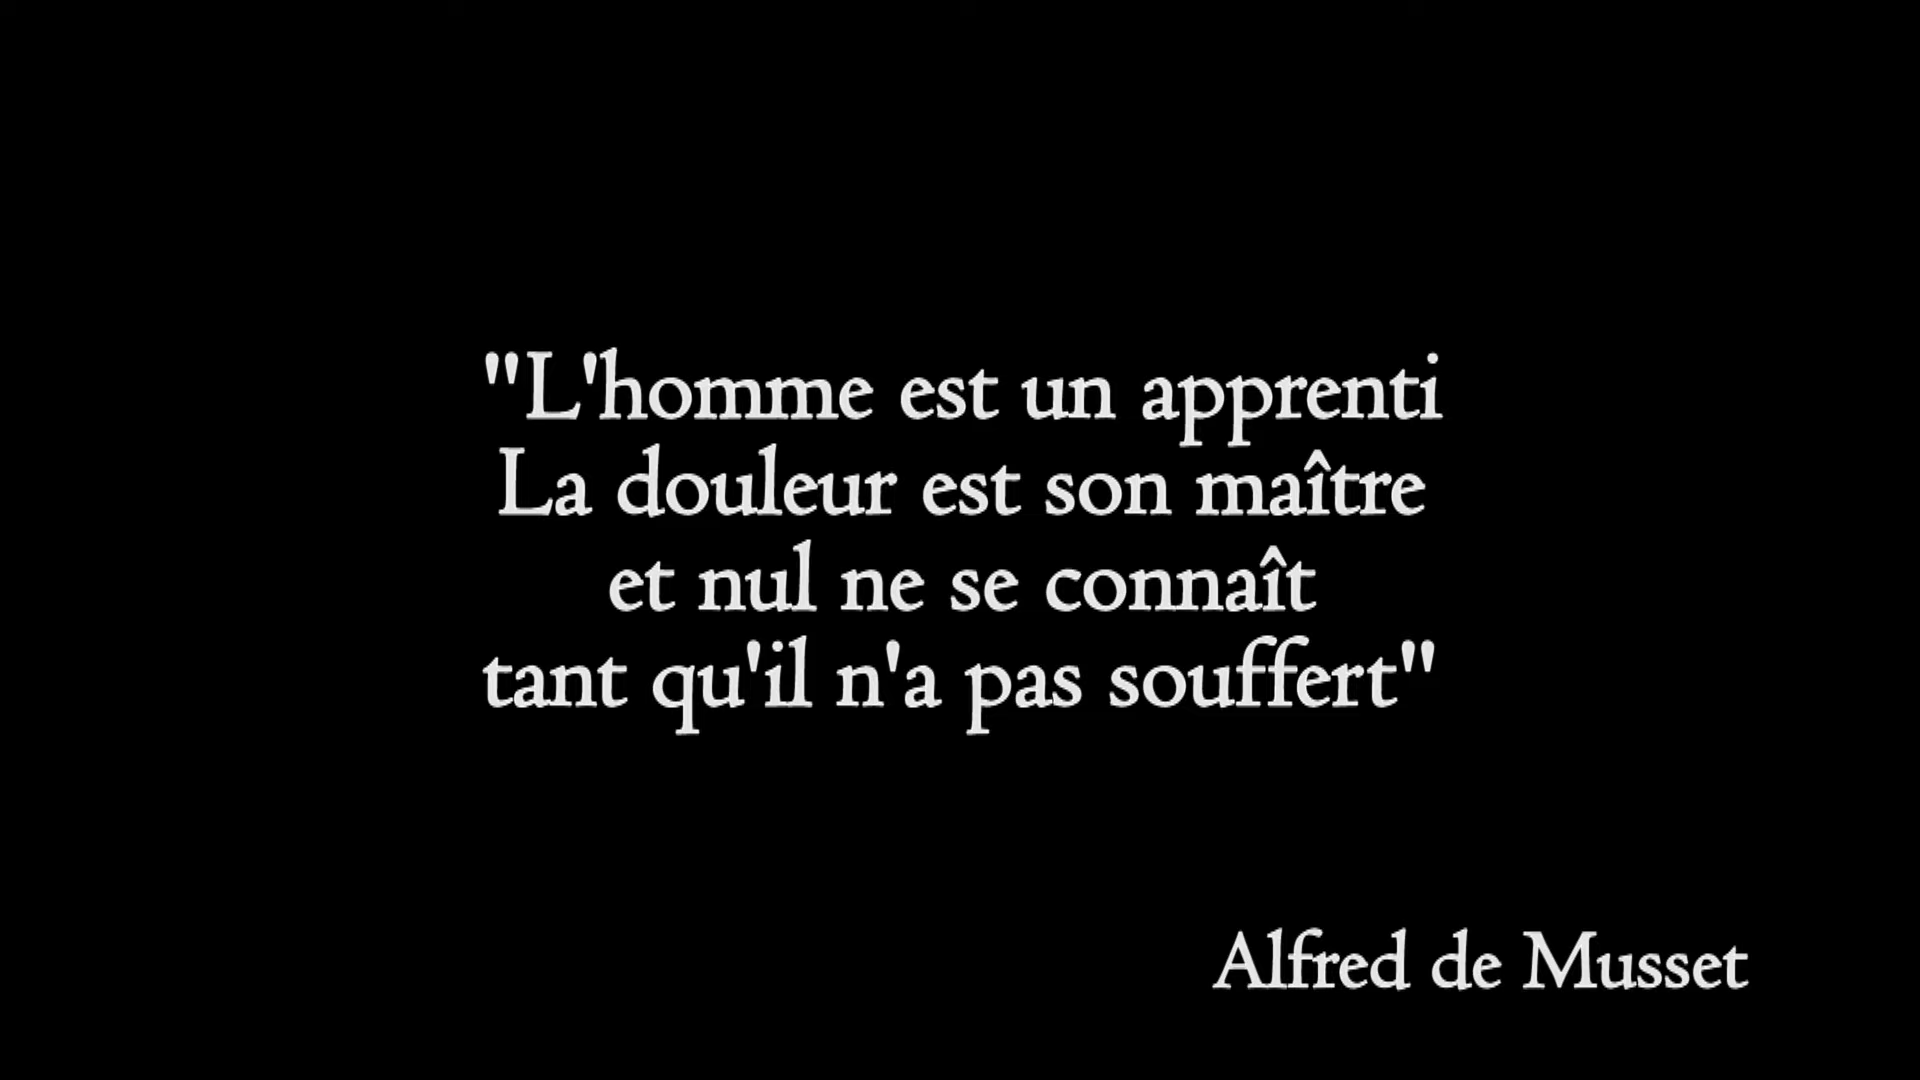 "L'homme est un apprenti
La douleur est son maître
et nul ne se connaît
tant qu'il n'a pas souffert"
Alfred de Musset